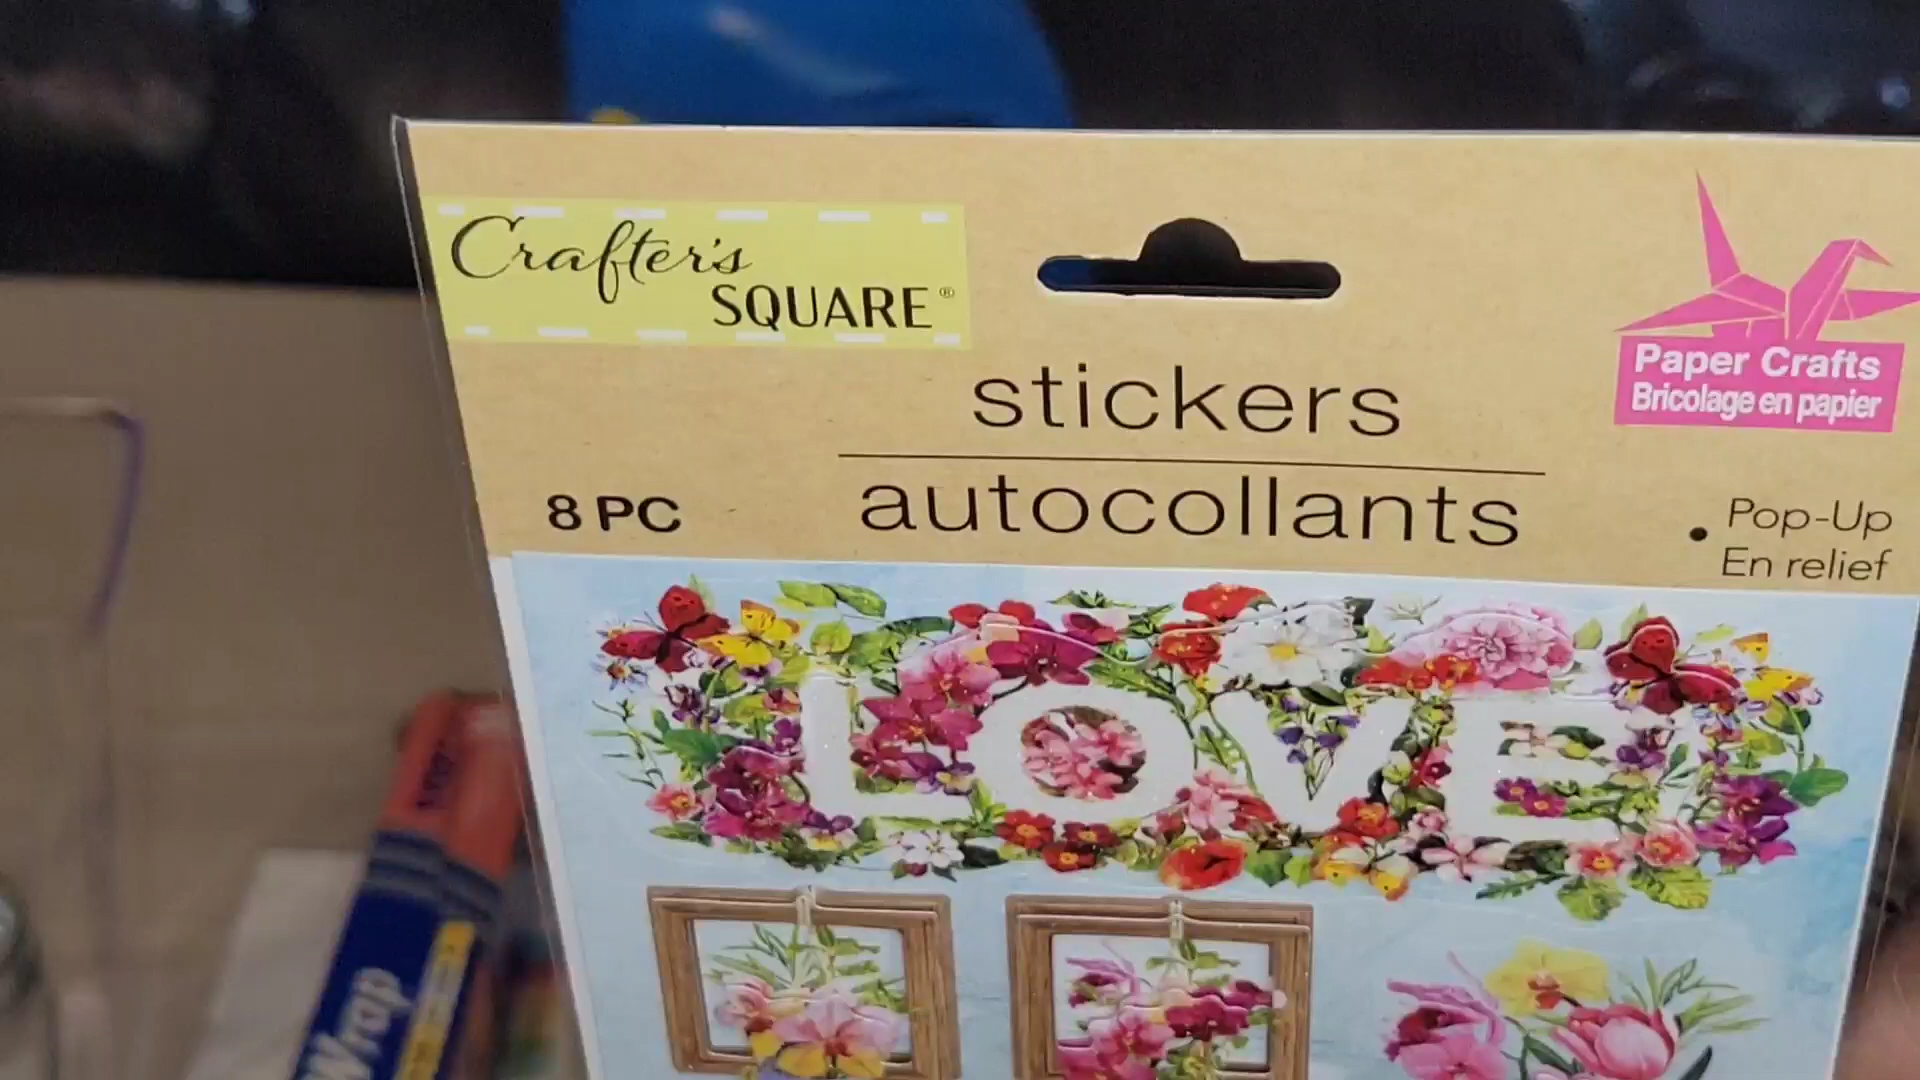 Crafter's
SQUARE®
Paper Crafts
Bricolage en papier
stickers
autocollants
8 PC
• Pop-Up
En relief
LOVE
Wrap